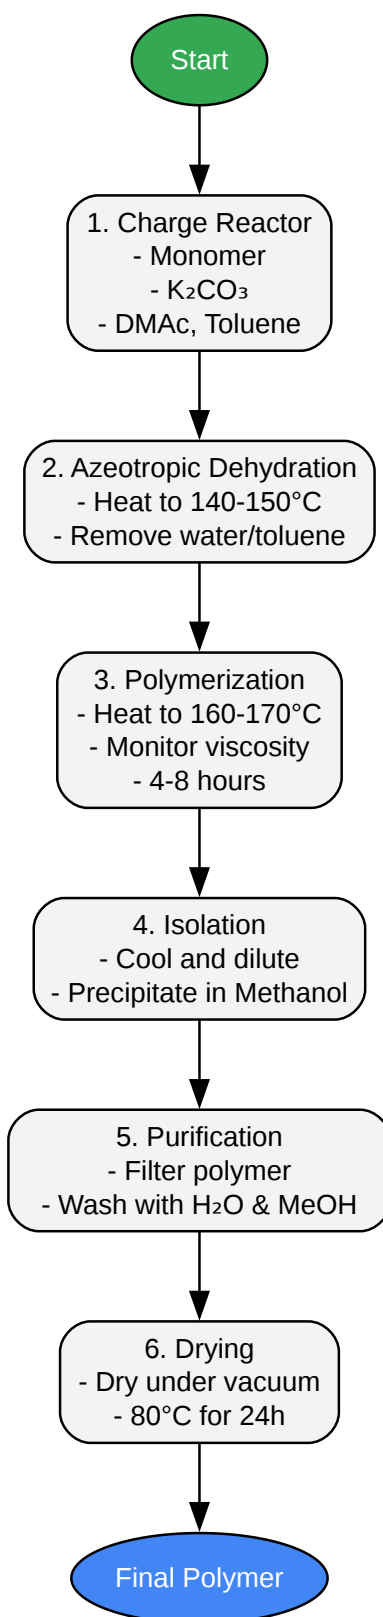 Start
1. Charge Reactor
- Monomer
- K₂CO₃
- DMAc, Toluene
2. Azeotropic Dehydration
- Heat to 140-150°C
- Remove water/toluene
3. Polymerization
- Heat to 160-170°C
- Monitor viscosity
- 4-8 hours
4. Isolation
- Cool and dilute
- Precipitate in Methanol
5. Purification
- Filter polymer
- Wash with H₂O & MeOH
6. Drying
- Dry under vacuum
- 80°C for 24h
Final Polymer